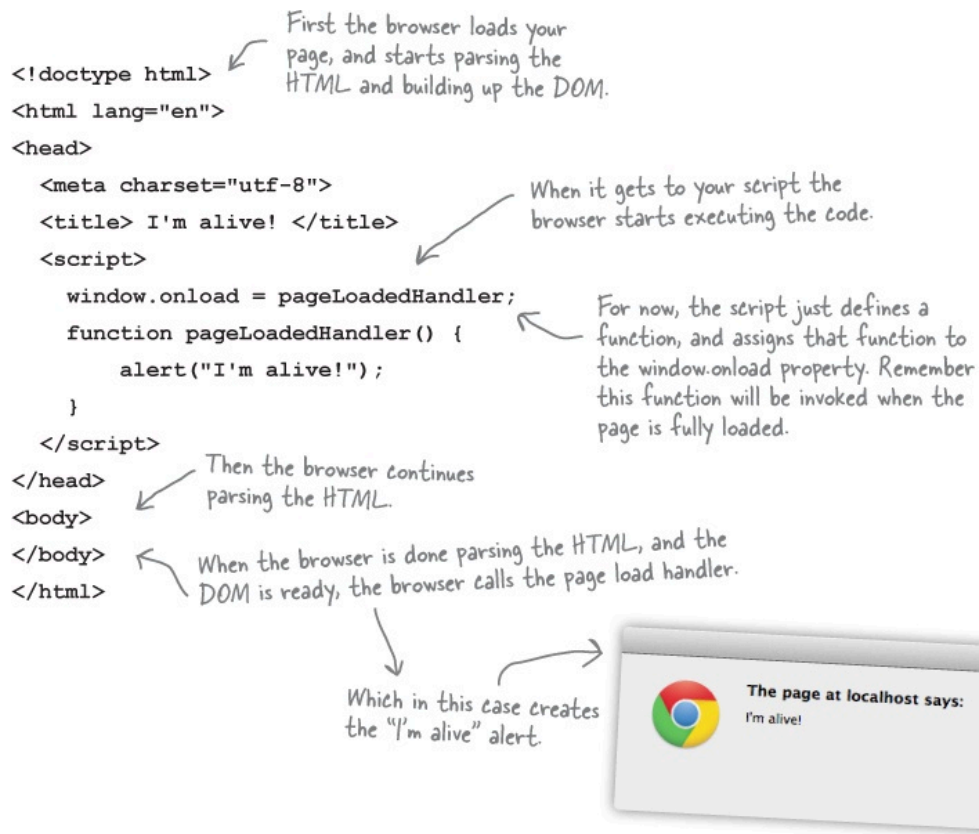 First the browser loads your
page, and starts parsing the
HTML and building up the DOM.
<!doctype html>
<html lang="en">
<head>
<meta charset="utf-8">
<title> I'm alive! </title>
<script>
When it gets to your script the
browser starts executing the code.
window.onload = pageLoadedHandler;
function pageLoadedHandler() {
alert("I'm alive!");
}
</script>
For now, the script just defines a
function, and assigns that function to
the window.onload property. Remember
this function will be invoked when the
page is fully loaded.
</head>
<body>
Then the browser continues
parsing the HTML.
</body>
</html>
When the browser is done parsing the HTML, and the
DOM is ready, the browser calls the page load handler.
Which in this case creates
the "I'm alive" alert.
The page at localhost says:
I'm alive!